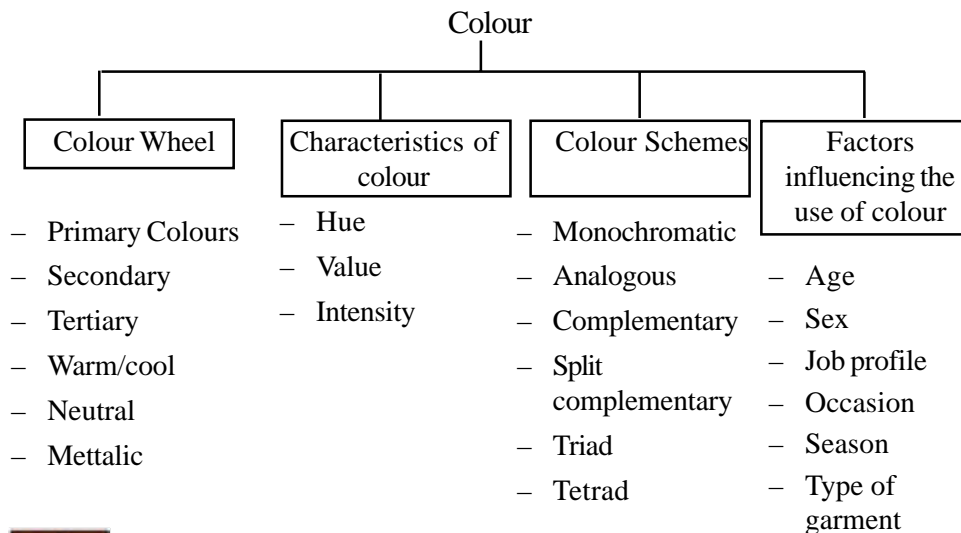 Colour
Colour Wheel
– Primary Colours
– Secondary
– Tertiary
– Warm/cool
– Neutral
– Mettalic
Characteristics of
colour
– Hue
– Value
– Intensity
Colour Schemes
– Monochromatic
– Analogous
– Complementary
– Split
complementary
– Triad
– Tetrad
Factors
influencing the
use of colour
– Age
– Sex
– Job profile
– Occasion
– Season
– Type of
garment